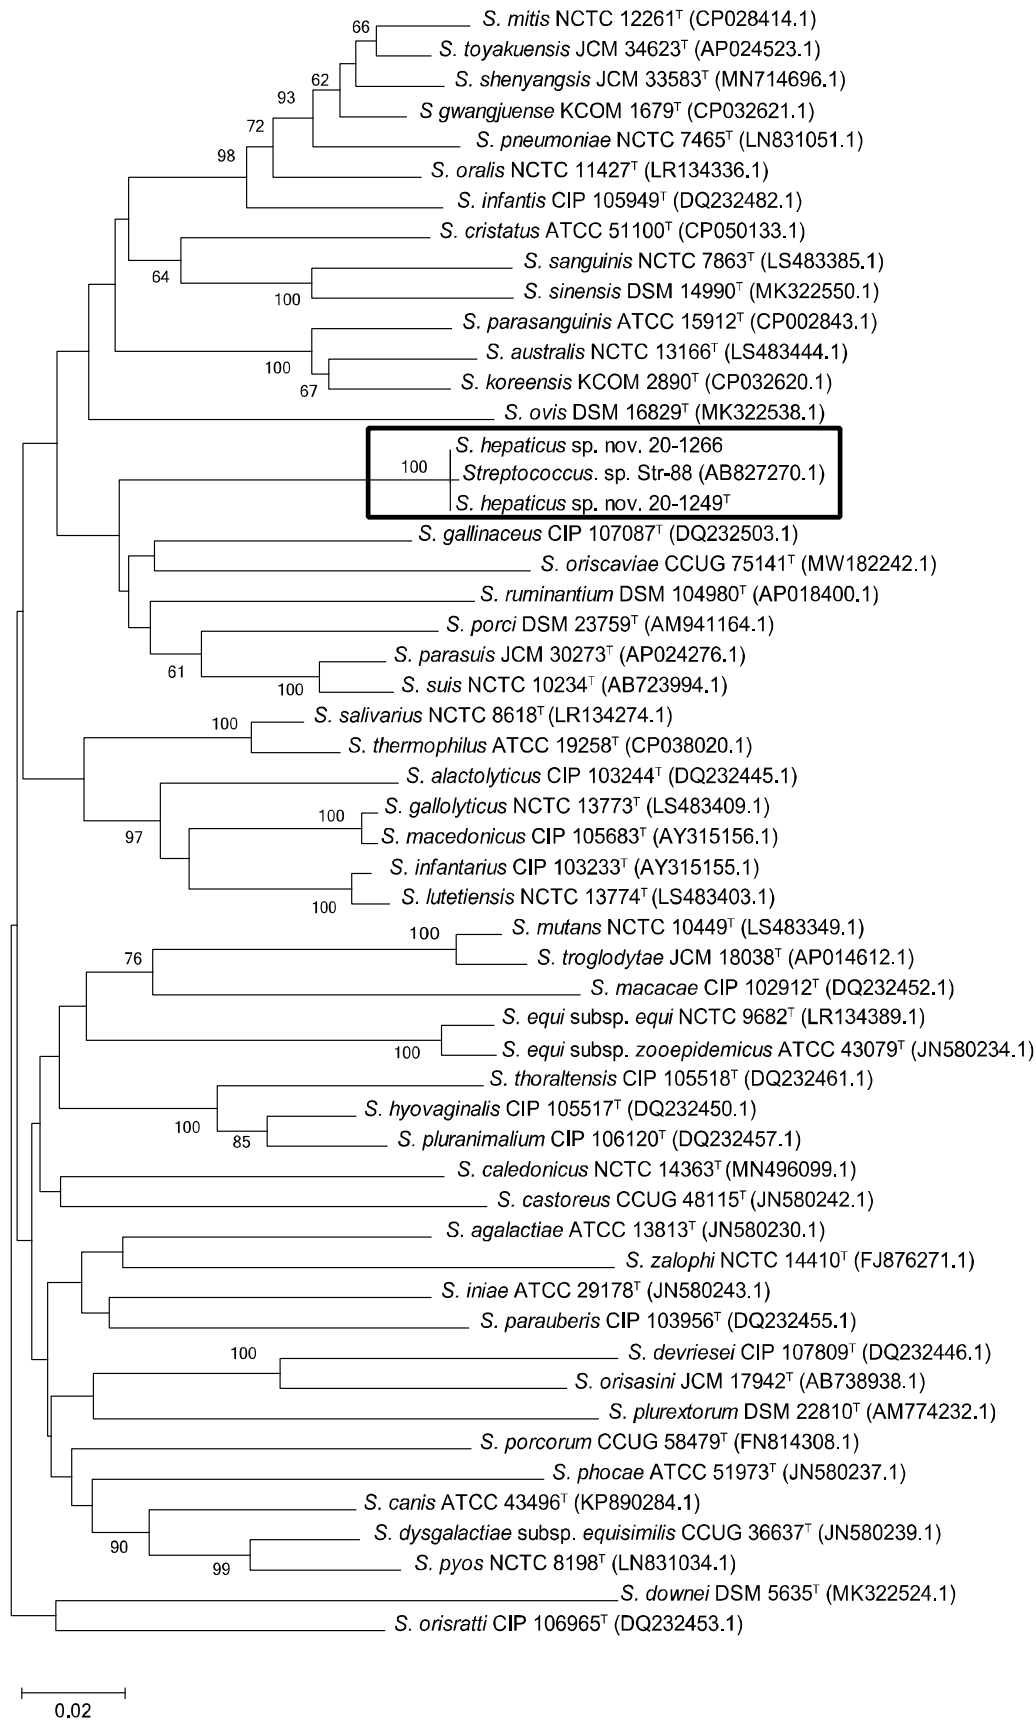 S. mitis NCTC 12261ᵀ (CP028414.1)
66
S. toyakuensis JCM 34623ᵀ (AP024523.1)
S. shenyangsis JCM 33583ᵀ (MN714696.1)
62
93
S gwangjuense KCOM 1679ᵀ (CP032621.1)
72
S. pneumoniae NCTC 7465ᵀ (LN831051.1)
98
S. oralis NCTC 11427ᵀ (LR134336.1)
S. infantis CIP 105949ᵀ (DQ232482.1)
S. cristatus ATCC 51100ᵀ (CP050133.1)
S. sanguinis NCTC 7863ᵀ (LS483385.1)
64
S. sinensis DSM 14990ᵀ (MK322550.1)
100
S. parasanguinis ATCC 15912ᵀ (CP002843.1)
S. australis NCTC 13166ᵀ (LS483444.1)
100
S. koreensis KCOM 2890ᵀ (CP032620.1)
67
S. ovis DSM 16829ᵀ (MK322538.1)
S. hepaticus sp. nov. 20-1266
100
Streptococcus. sp. Str-88 (AB827270.1)
S. hepaticus sp. nov. 20-1249ᵀ
S. gallinaceus CIP 107087ᵀ (DQ232503.1)
S. oriscaviae CCUG 75141ᵀ (MW182242.1)
S. ruminantium DSM 104980ᵀ (AP018400.1)
S. porci DSM 23759ᵀ (AM941164.1)
S. parasuis JCM 30273ᵀ (AP024276.1)
61
S. suis NCTC 10234ᵀ (AB723994.1)
100
S. salivarius NCTC 8618ᵀ (LR134274.1)
100
S. thermophilus ATCC 19258ᵀ (CP038020.1)
S. alactolyticus CIP 103244ᵀ (DQ232445.1)
S. gallolyticus NCTC 13773ᵀ (LS483409.1)
100
97
S. macedonicus CIP 105683ᵀ (AY315156.1)
S. infantarius CIP 103233ᵀ (AY315155.1)
S. lutetiensis NCTC 13774ᵀ (LS483403.1)
100
S. mutans NCTC 10449ᵀ (LS483349.1)
100
S. troglodytae JCM 18038ᵀ (AP014612.1)
76
S. macacae CIP 102912ᵀ (DQ232452.1)
S. equi subsp. equi NCTC 9682ᵀ (LR134389.1)
100
S. equi subsp. zooepidemicus ATCC 43079ᵀ (JN580234.1)
S. thoraltensis CIP 105518ᵀ (DQ232461.1)
S. hyovaginalis CIP 105517ᵀ (DQ232450.1)
100
85
S. pluranimalium CIP 106120ᵀ (DQ232457.1)
S. caledonicus NCTC 14363ᵀ (MN496099.1)
S. castoreus CCUG 48115ᵀ (JN580242.1)
S. agalactiae ATCC 13813ᵀ (JN580230.1)
S. zalophi NCTC 14410ᵀ (FJ876271.1)
S. iniae ATCC 29178ᵀ (JN580243.1)
S. parauberis CIP 103956ᵀ (DQ232455.1)
S. devriesei CIP 107809ᵀ (DQ232446.1)
100
S. orisasini JCM 17942ᵀ (AB738938.1)
S. plurextorum DSM 22810ᵀ (AM774232.1)
S. porcorum CCUG 58479ᵀ (FN814308.1)
S. phocae ATCC 51973ᵀ (JN580237.1)
S. canis ATCC 43496ᵀ (KP890284.1)
S. dysgalactiae subsp. equisimilis CCUG 36637ᵀ (JN580239.1)
90
99
S. pyos NCTC 8198ᵀ (LN831034.1)
S. downei DSM 5635ᵀ (MK322524.1)
S. orisratti CIP 106965ᵀ (DQ232453.1)
0.02